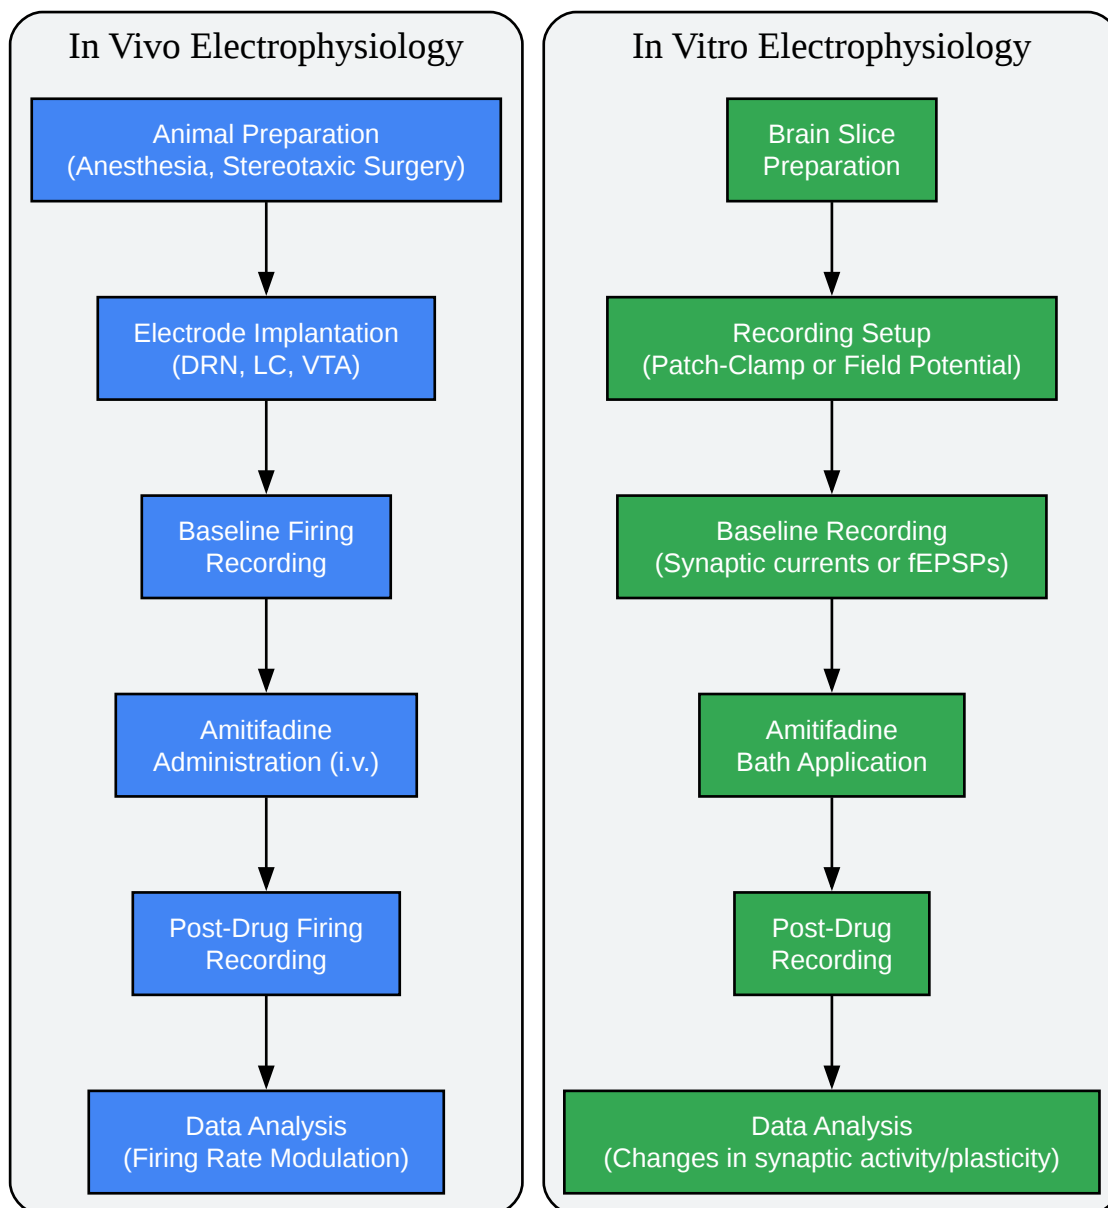 In Vivo Electrophysiology
Animal Preparation
(Anesthesia, Stereotaxic Surgery)
Electrode Implantation
(DRN, LC, VTA)
Baseline Firing
Recording
Amitifadine
Administration (i.v.)
Post-Drug Firing
Recording
Data Analysis
(Firing Rate Modulation)
In Vitro Electrophysiology
Brain Slice
Preparation
Recording Setup
(Patch-Clamp or Field Potential)
Baseline Recording
(Synaptic currents or fEPSPs)
Amitifadine
Bath Application
Post-Drug
Recording
Data Analysis
(Changes in synaptic activity/plasticity)